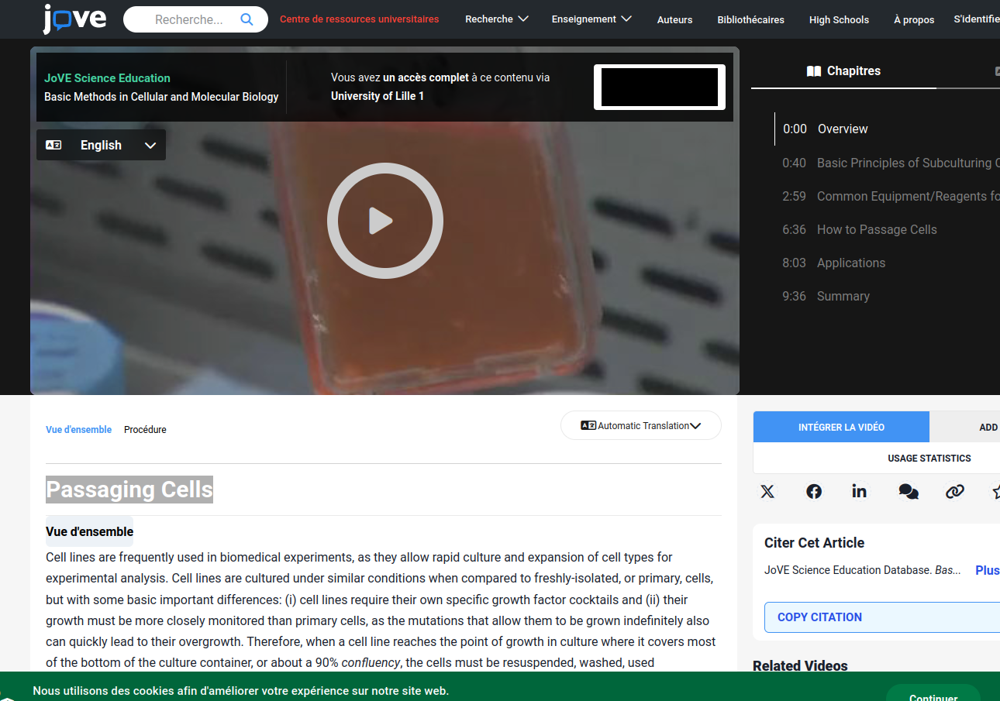 jove
Recherche...
Centre de ressources universitaires
Recherche
Enseignement
Auteurs
Bibliothécaires
High Schools
À propos
S'identifie
JoVE Science Education
Basic Methods in Cellular and Molecular Biology
Vous avez un accès complet à ce contenu via
University of Lille 1
English
Chapitres
0:00 Overview
0:40 Basic Principles of Subculturing C
2:59 Common Equipment/Reagents fo
6:36 How to Passage Cells
8:03 Applications
9:36 Summary
Vue d'ensemble
Procédure
Automatic Translation
Passaging Cells
Vue d'ensemble
Cell lines are frequently used in biomedical experiments, as they allow rapid culture and expansion of cell types for
experimental analysis. Cell lines are cultured under similar conditions when compared to freshly-isolated, or primary, cells,
but with some basic important differences: (i) cell lines require their own specific growth factor cocktails and (ii) their
growth must be more closely monitored than primary cells, as the mutations that allow them to be grown indefinitely also
can quickly lead to their overgrowth. Therefore, when a cell line reaches the point of growth in culture where it covers most
of the bottom of the culture container, or about a 90% confluency, the cells must be resuspended, washed, used
INTÉGRER LA VIDÉO
ADD
USAGE STATISTICS
Citer Cet Article
JoVE Science Education Database. Bas...
Plus
COPY CITATION
Related Videos
Nous utilisons des cookies afin d'améliorer votre expérience sur notre site web.
Continuer